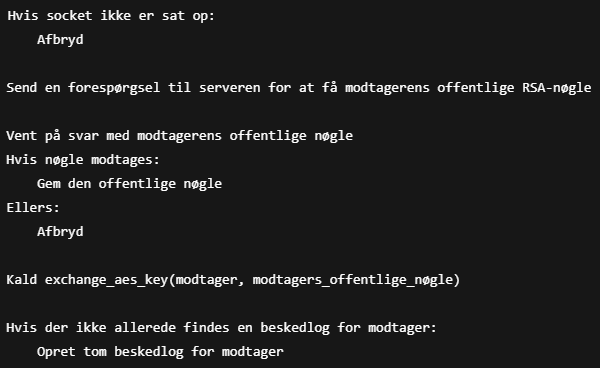 Hvis socket ikke er sat op:
    Afbryd
Send en forespørgsel til serveren for at få modtagerens offentlige RSA-nøgle
Vent på svar med modtagerens offentlige nøgle
Hvis nøgle modtages:
    Gem den offentlige nøgle
Ellers:
    Afbryd
Kald exchange_aes_key(modtager, modtagers_offentlige_nøgle)
Hvis der ikke allerede findes en beskedlog for modtager:
    Opret tom beskedlog for modtager